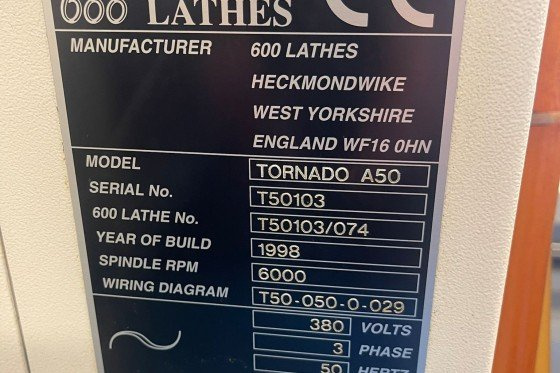 600 LATHES CE
MANUFACTURER 600 LATHES
HECKMONDWIKE
WEST YORKSHIRE
ENGLAND WF16 0HN
MODEL TORNADO A50
SERIAL No. T50103
600 LATHE No. T50103/074
YEAR OF BUILD 1998
SPINDLE RPM 6000
WIRING DIAGRAM T50-050-0-029
380 VOLTS
3 PHASE
50 HERTZ